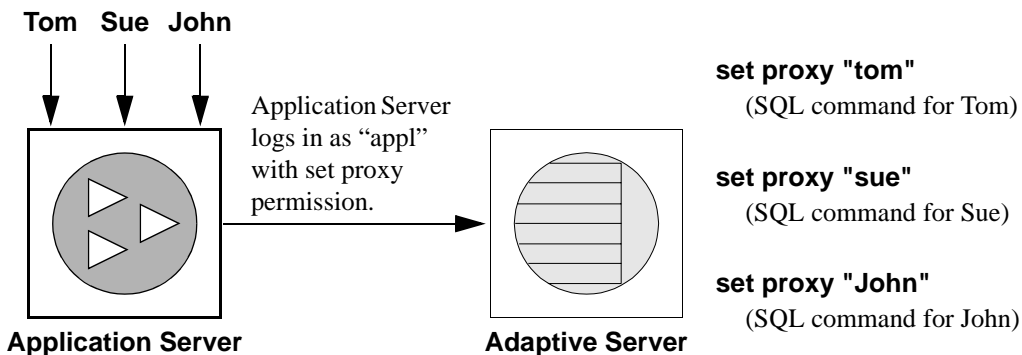 Tom Sue John
Application Server
logs in as “appl”
with set proxy
permission.
set proxy "tom"
(SQL command for Tom)
set proxy "sue"
(SQL command for Sue)
set proxy "John"
(SQL command for John)
Application Server
Adaptive Server